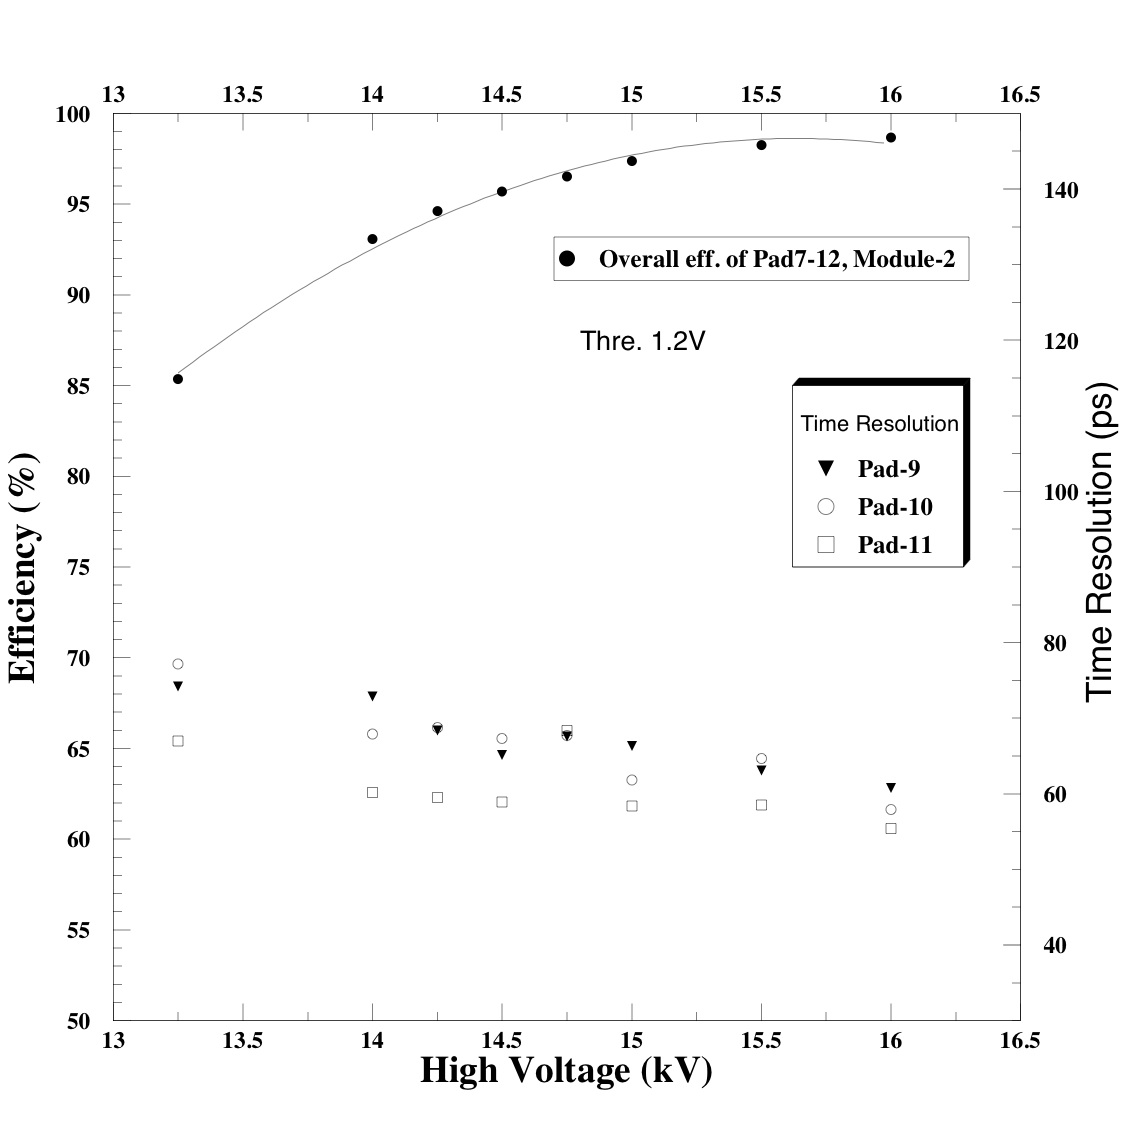 13 13.5 14 14.5 15 15.5 16 16.5
100
95
90
85
80
75
70
65
60
55
50
Efficiency (%)
Overall eff. of Pad7-12, Module-2
Thre. 1.2V
Time Resolution
Pad-9
Pad-10
Pad-11
140
120
100
80
60
40
Time Resolution (ps)
13 13.5 14 14.5 15 15.5 16 16.5
High Voltage (kV)